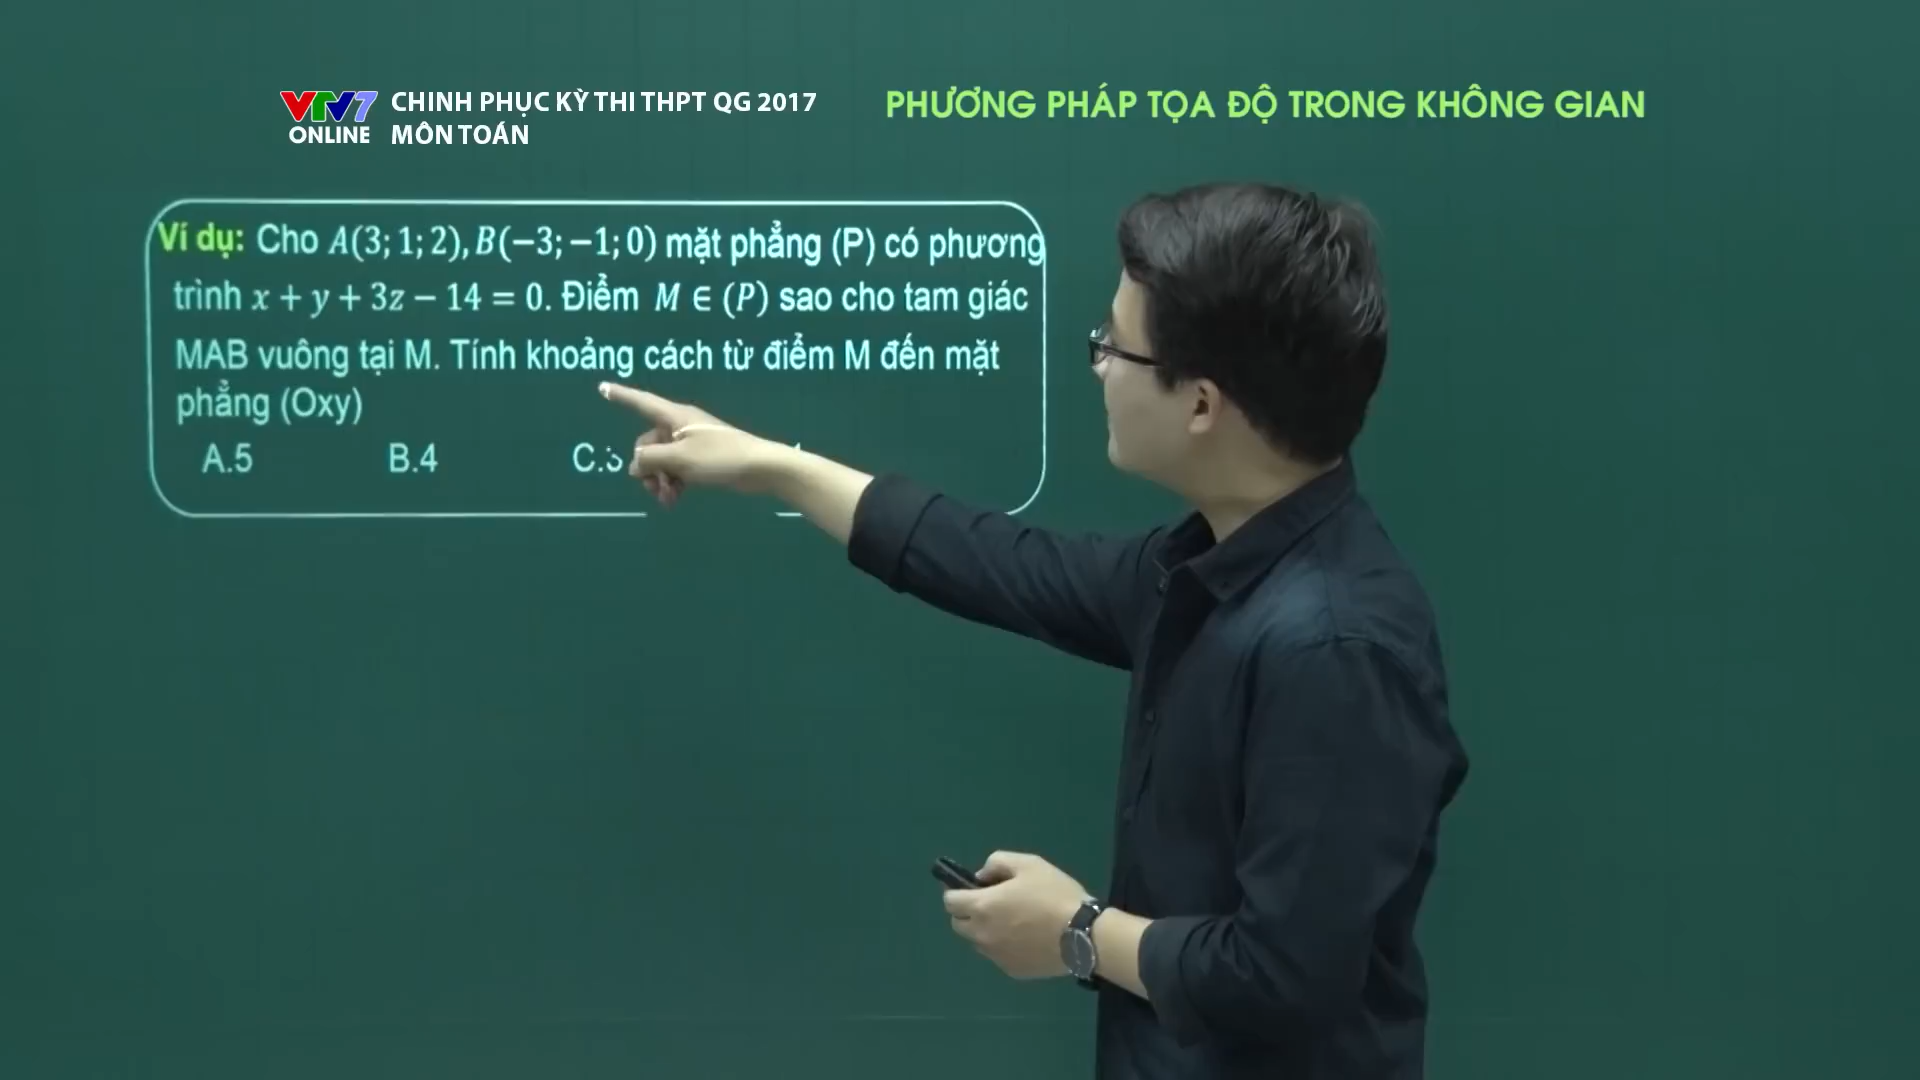 VTV7
ONLINE
CHINH PHỤC KỲ THI THPT QG 2017
MÔN TOÁN
PHƯƠNG PHÁP TỌA ĐỘ TRONG KHÔNG GIAN
Ví dụ: Cho A(3; 1; 2), B(−3; −1; 0) mặt phẳng (P) có phương
trình x + y + 3z − 14 = 0. Điểm M ∈ (P) sao cho tam giác
MAB vuông tại M. Tính khoảng cách từ điểm M đến mặt
phẳng (Oxy)
A.5 B.4 C.3